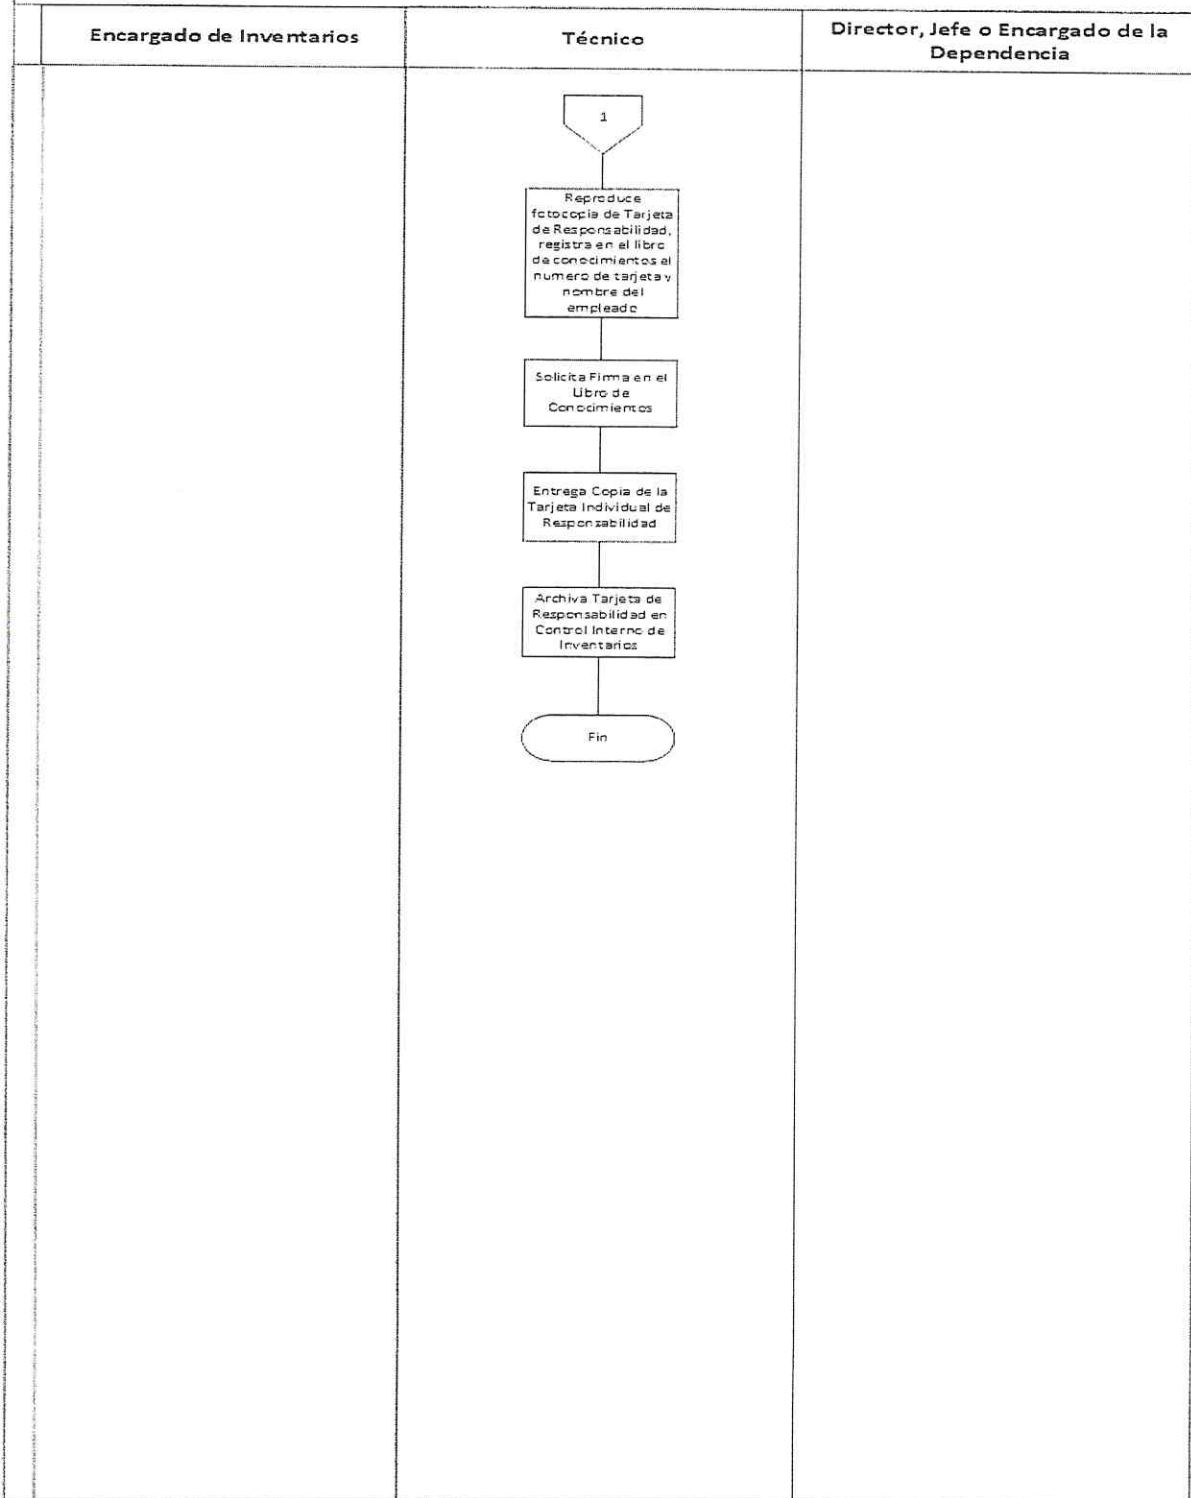 Encargado de Inventarios
Técnico
Director, Jefe o Encargado de la
Dependencia
1
Reproduce
fotocopia de Tarjeta
de Responsabilidad,
registra en el libro
de conocimientos el
numero de tarjeta y
nombre del
empleado
Solicita Firma en el
Libro de
Conocimientos
Entrega Copia de la
Tarjeta Individual de
Responsabilidad
Archiva Tarjeta de
Responsabilidad en
Control Interno de
Inventarios
Fin